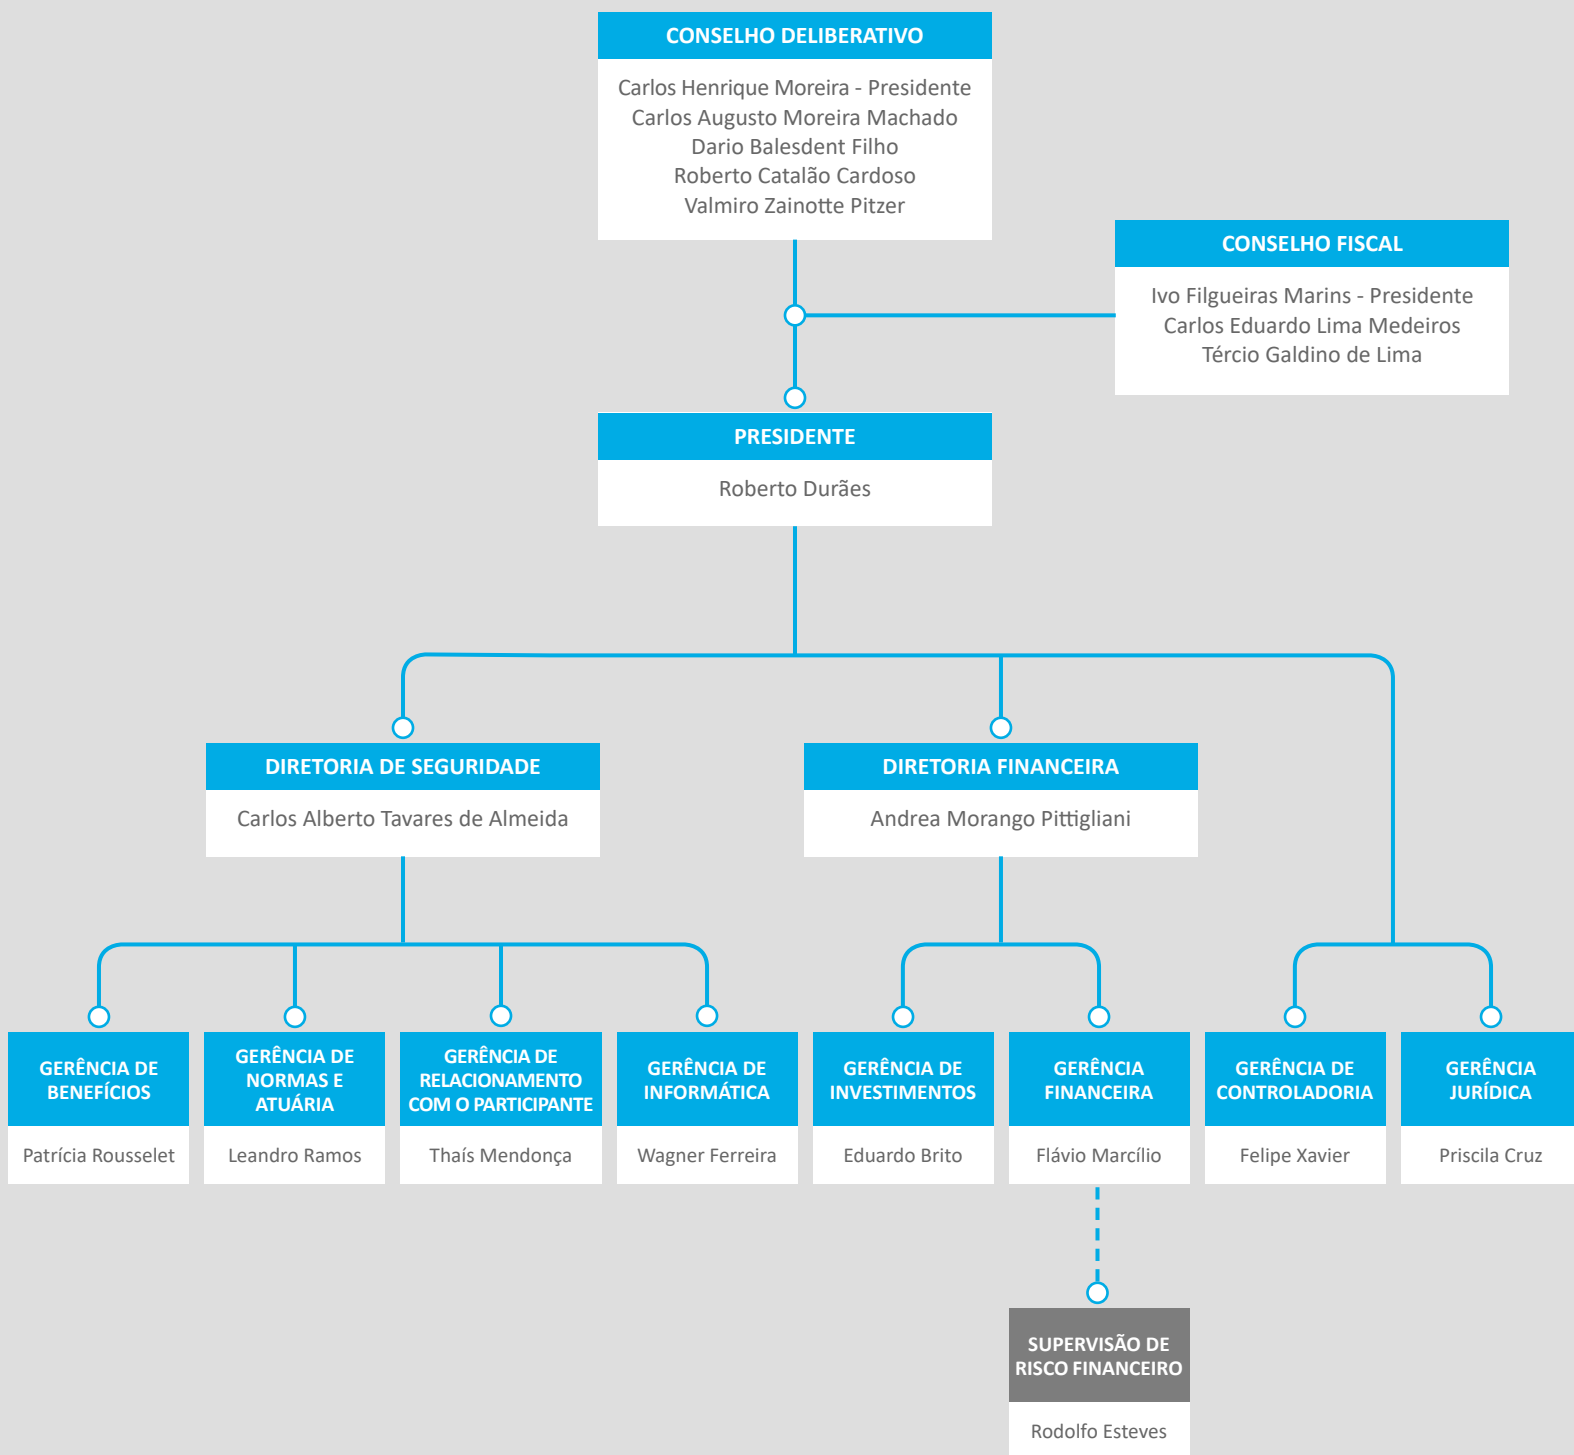 CONSELHO DELIBERATIVO
Carlos Henrique Moreira - Presidente
Carlos Augusto Moreira Machado
Dario Balesdent Filho
Roberto Catalão Cardoso
Valmiro Zainotte Pitzer
CONSELHO FISCAL
Ivo Filgueiras Marins - Presidente
Carlos Eduardo Lima Medeiros
Tércio Galdino de Lima
PRESIDENTE
Roberto Durães
DIRETORIA DE SEGURIDADE
Carlos Alberto Tavares de Almeida
DIRETORIA FINANCEIRA
Andrea Morango Pittigliani
GERÊNCIA DE
BENEFÍCIOS
Patrícia Rousselet
GERÊNCIA DE
NORMAS E
ATUÁRIA
Leandro Ramos
GERÊNCIA DE
RELACIONAMENTO
COM O PARTICIPANTE
Thaís Mendonça
GERÊNCIA DE
INFORMÁTICA
Wagner Ferreira
GERÊNCIA DE
INVESTIMENTOS
Eduardo Brito
GERÊNCIA
FINANCEIRA
Flávio Marcílio
GERÊNCIA DE
CONTROLADORIA
Felipe Xavier
GERÊNCIA
JURÍDICA
Priscila Cruz
SUPERVISÃO DE
RISCO FINANCEIRO
Rodolfo Esteves